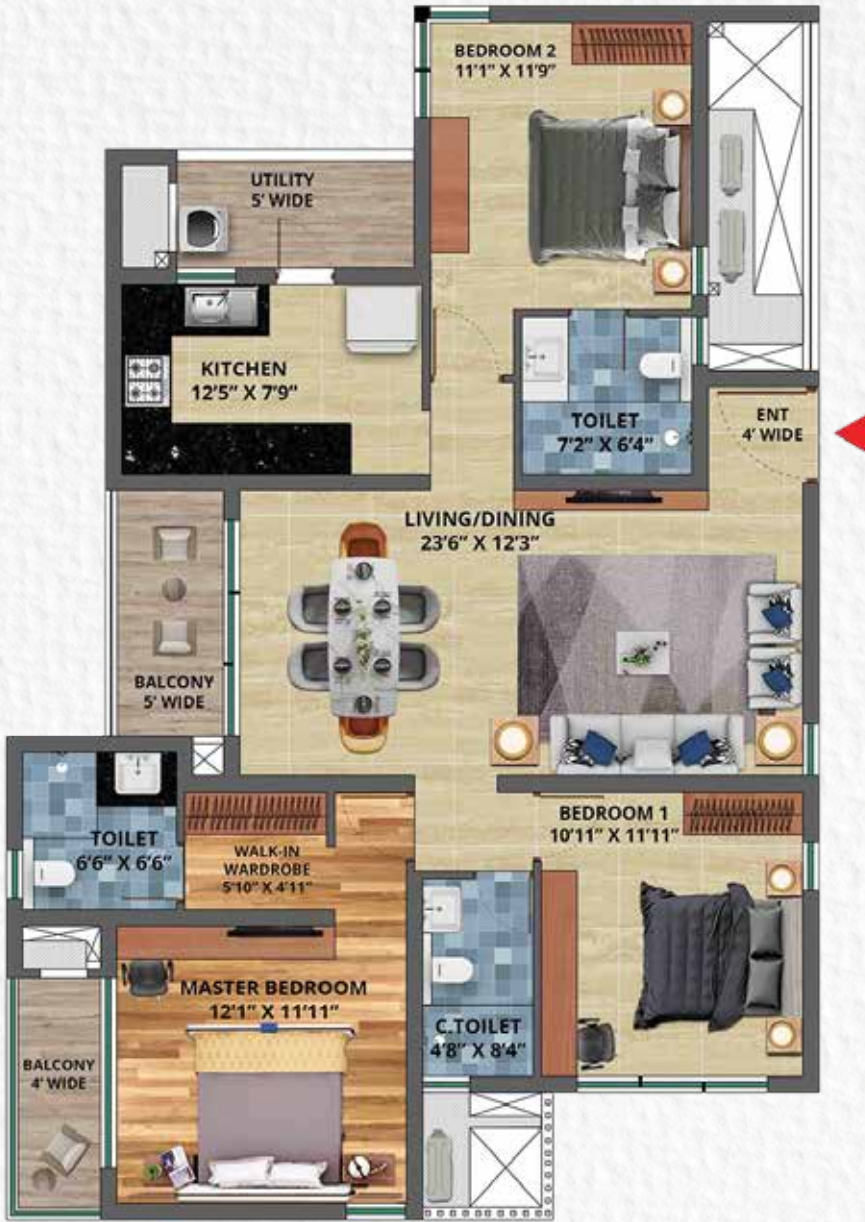 BEDROOM 2
11'1" X 11'9"
UTILITY
5' WIDE
KITCHEN
12'5" X 7'9"
TOILET
7'2" X 6'4"
ENT
4' WIDE
LIVING/DINING
23'6" X 12'3"
BALCONY
5' WIDE
TOILET
6'6" X 6'6"
WALK-IN
WARDROBE
5'10" X 4'11"
BEDROOM 1
10'11" X 11'11"
MASTER BEDROOM
12'1" X 11'11"
C.TOILET
4'8" X 8'4"
BALCONY
4' WIDE